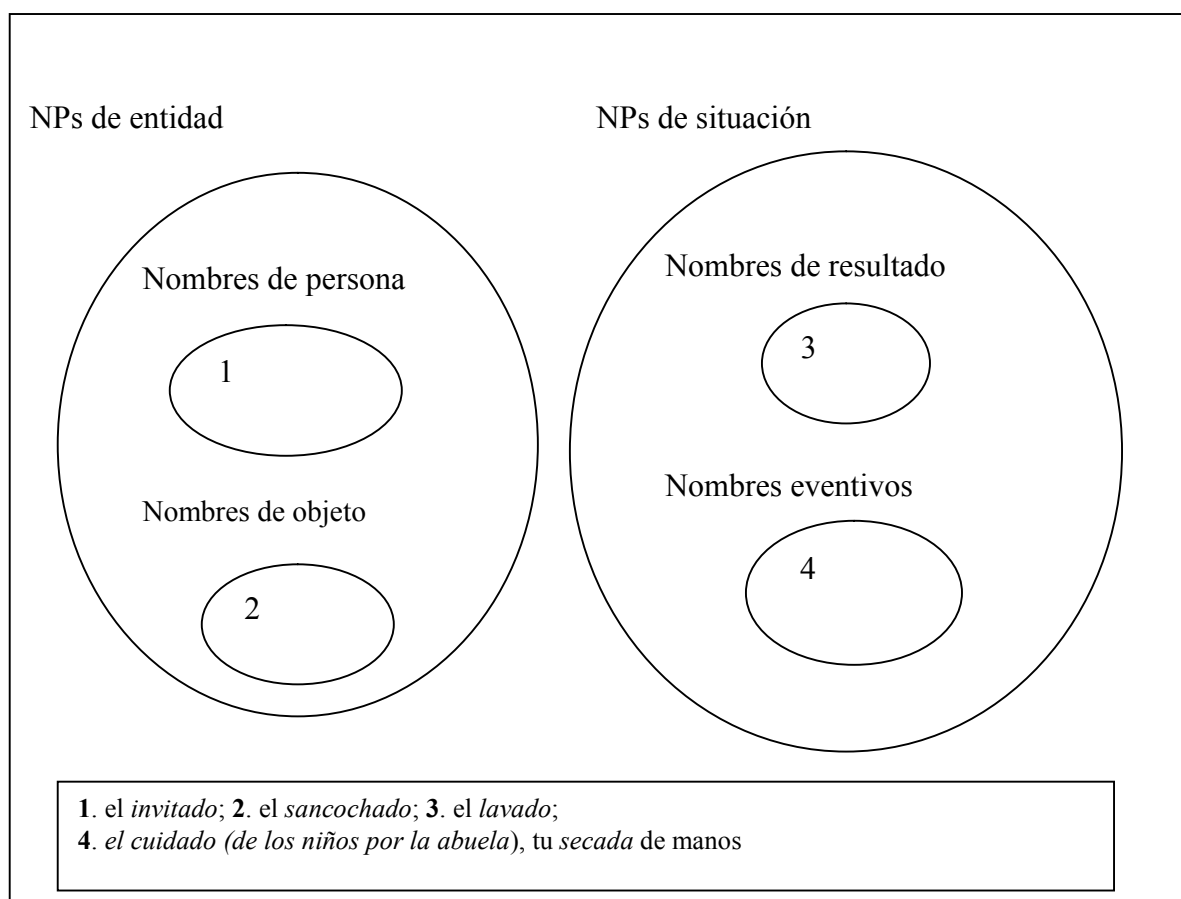 NPs de entidad
NPs de situación
Nombres de persona
1
Nombres de objeto
2
Nombres de resultado
3
Nombres eventivos
4
1. el invitado; 2. el sancochado; 3. el lavado;
4. el cuidado (de los niños por la abuela), tu secada de manos